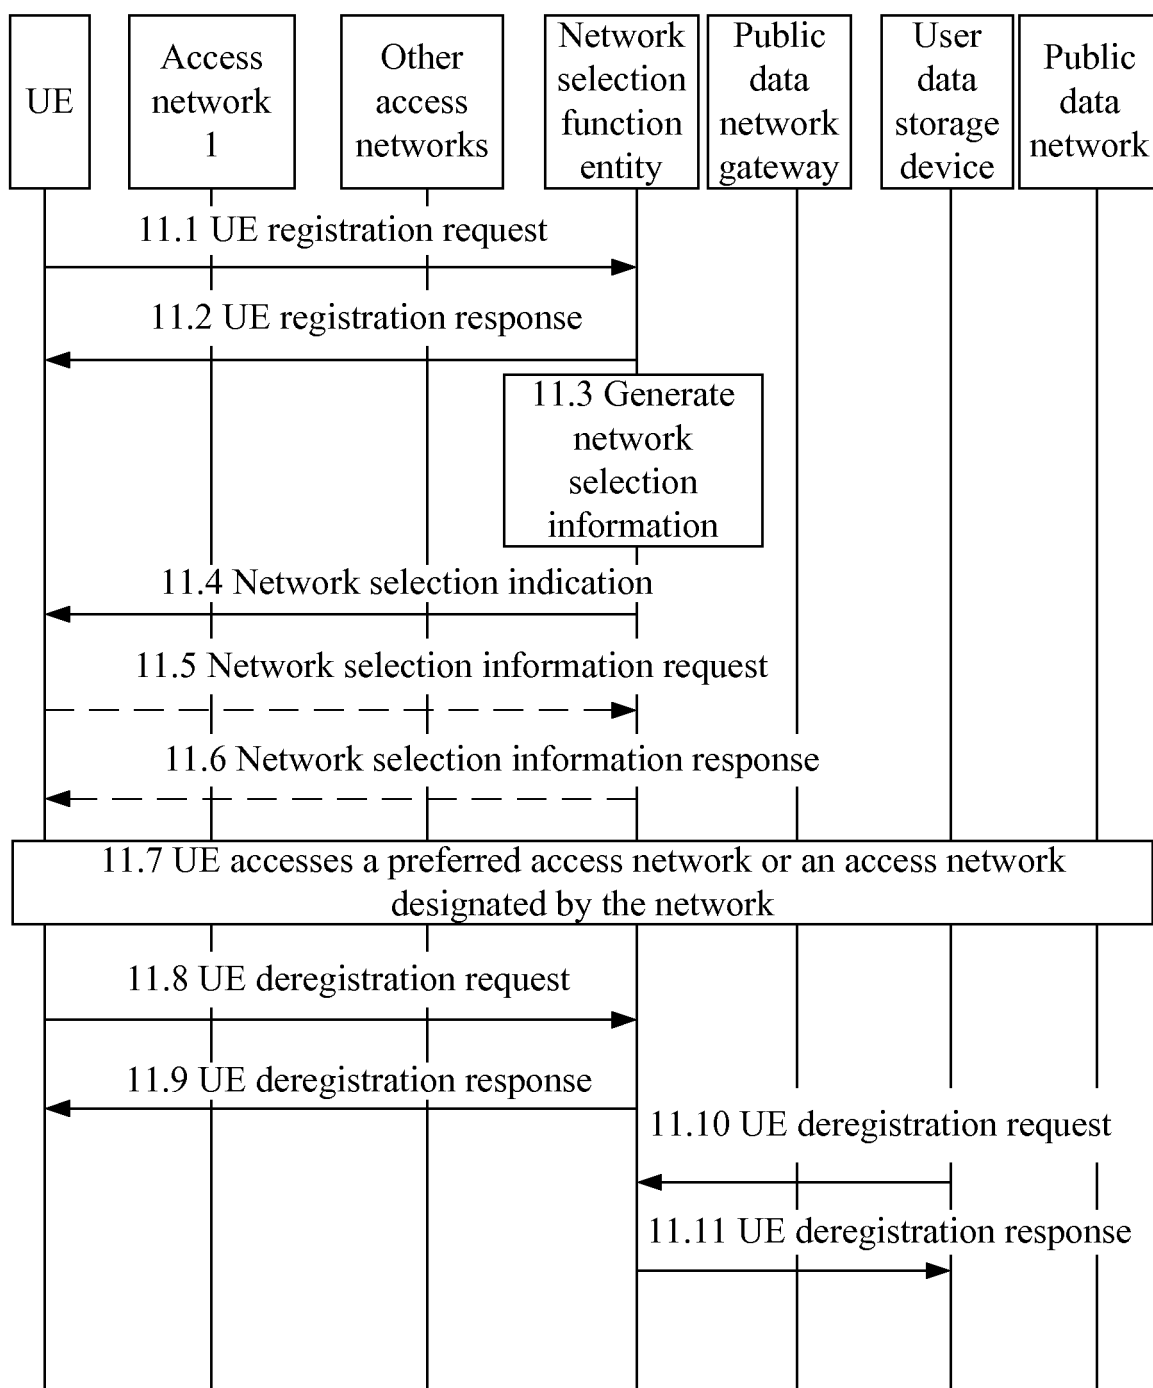 UE
Access
network
1
Other
access
networks
Network
selection
function
entity
Public
data
network
gateway
User
data
storage
device
Public
data
network
11.1 UE registration request
11.2 UE registration response
11.3 Generate
network
selection
information
11.4 Network selection indication
11.5 Network selection information request
11.6 Network selection information response
11.7 UE accesses a preferred access network or an access network
designated by the network
11.8 UE deregistration request
11.9 UE deregistration response
11.10 UE deregistration request
11.11 UE deregistration response